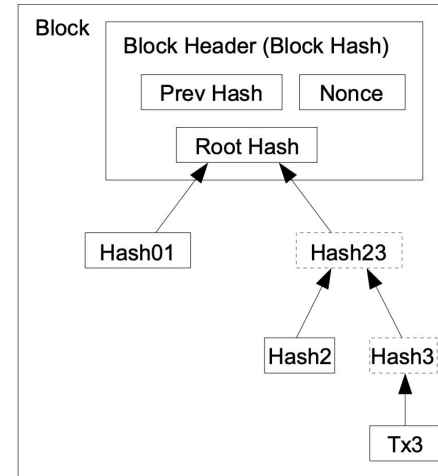 Block
Block Header (Block Hash)
Prev Hash
Nonce
Root Hash
Hash01
Hash23
Hash2
Hash3
Tx3